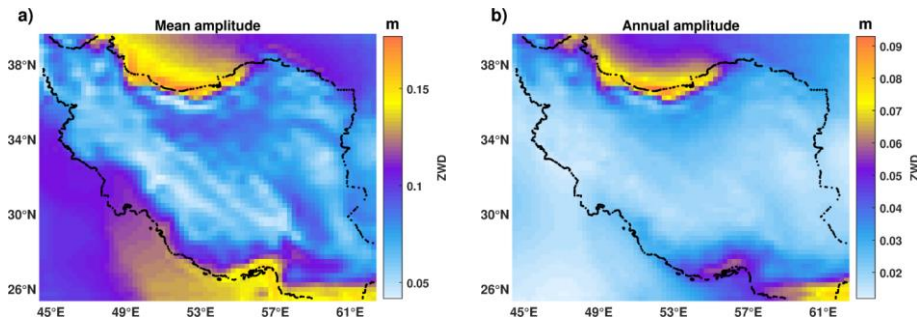 a) Mean amplitude m
38°N
34°N
30°N
26°N
45°E 49°E 53°E 57°E 61°E
0.15
0.1
0.05
ZWD
b) Annual amplitude m
38°N
34°N
30°N
26°N
45°E 49°E 53°E 57°E 61°E
0.09
0.08
0.07
0.06
0.05
0.04
0.03
0.02
ZWD